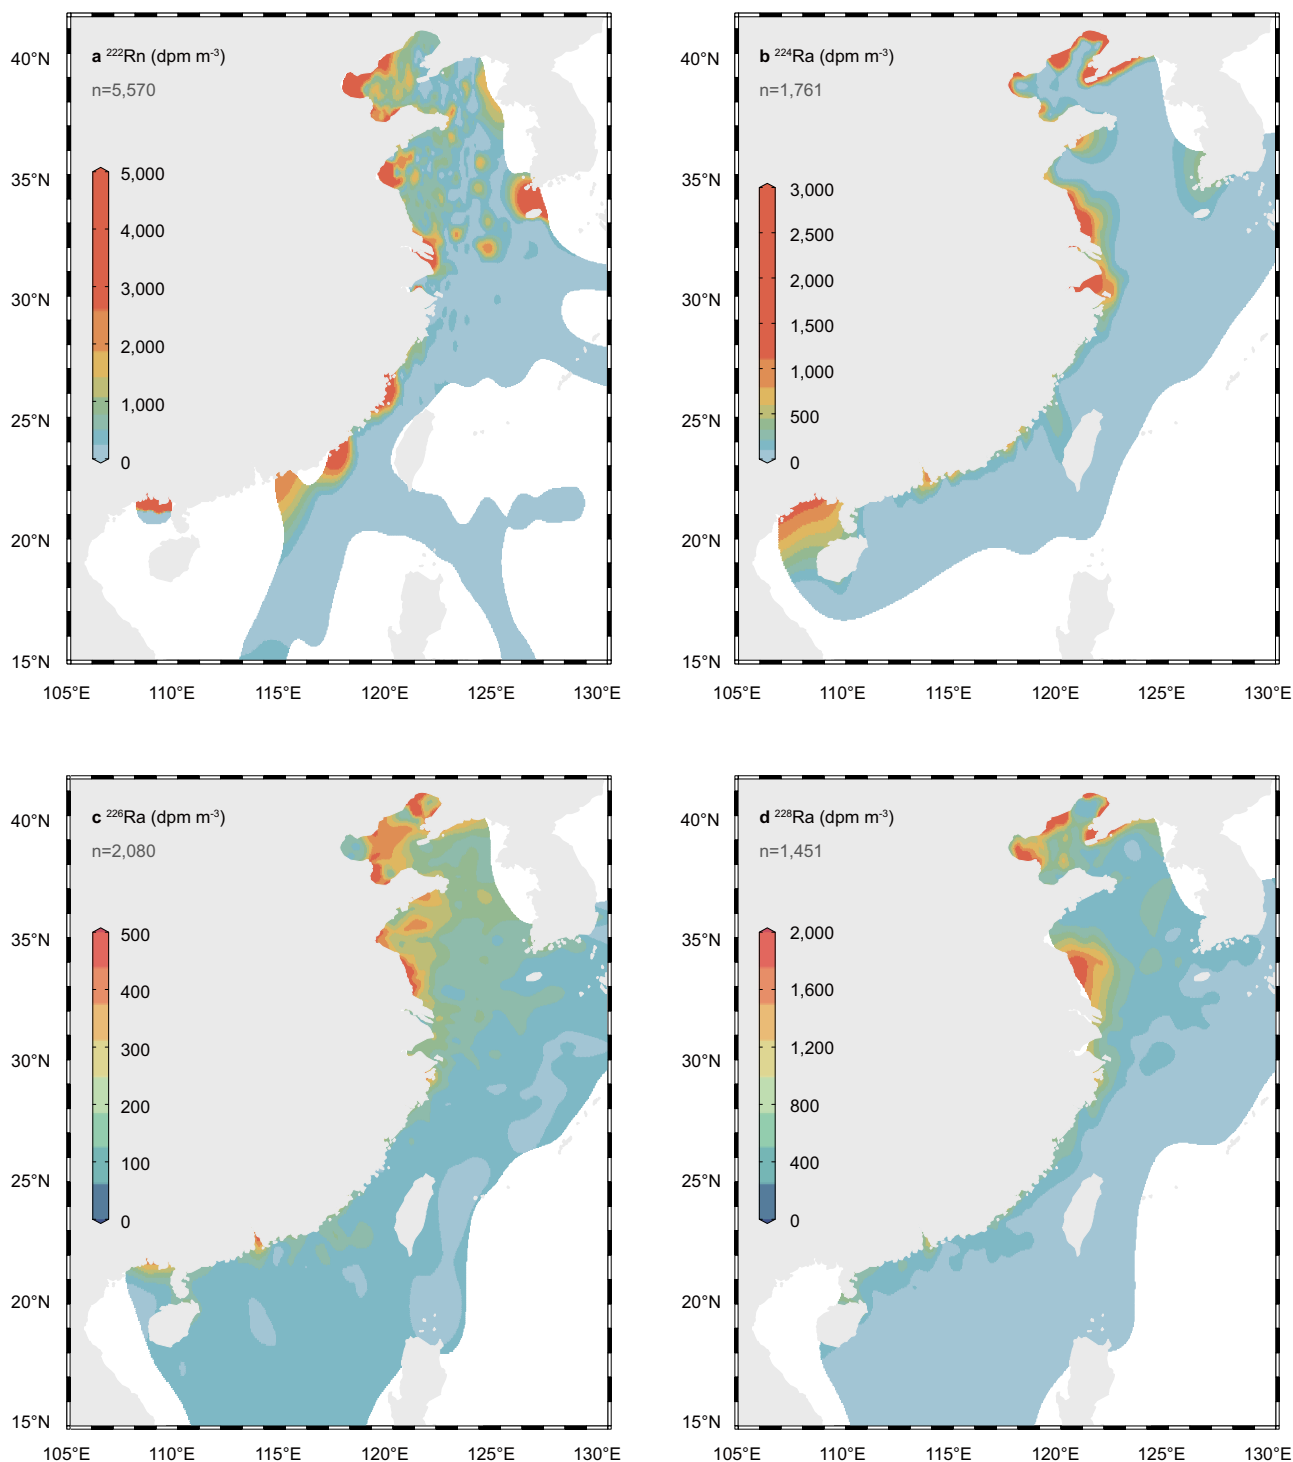 a ²²²Rn (dpm m⁻³)
n=5,570
5,000
4,000
3,000
2,000
1,000
0
40°N
35°N
30°N
25°N
20°N
15°N
105°E 110°E 115°E 120°E 125°E 130°E
b ²²⁴Ra (dpm m⁻³)
n=1,761
3,000
2,500
2,000
1,500
1,000
500
0
40°N
35°N
30°N
25°N
20°N
15°N
105°E 110°E 115°E 120°E 125°E 130°E
c ²²⁶Ra (dpm m⁻³)
n=2,080
500
400
300
200
100
0
40°N
35°N
30°N
25°N
20°N
15°N
105°E 110°E 115°E 120°E 125°E 130°E
d ²²⁸Ra (dpm m⁻³)
n=1,451
2,000
1,600
1,200
800
400
0
40°N
35°N
30°N
25°N
20°N
15°N
105°E 110°E 115°E 120°E 125°E 130°E